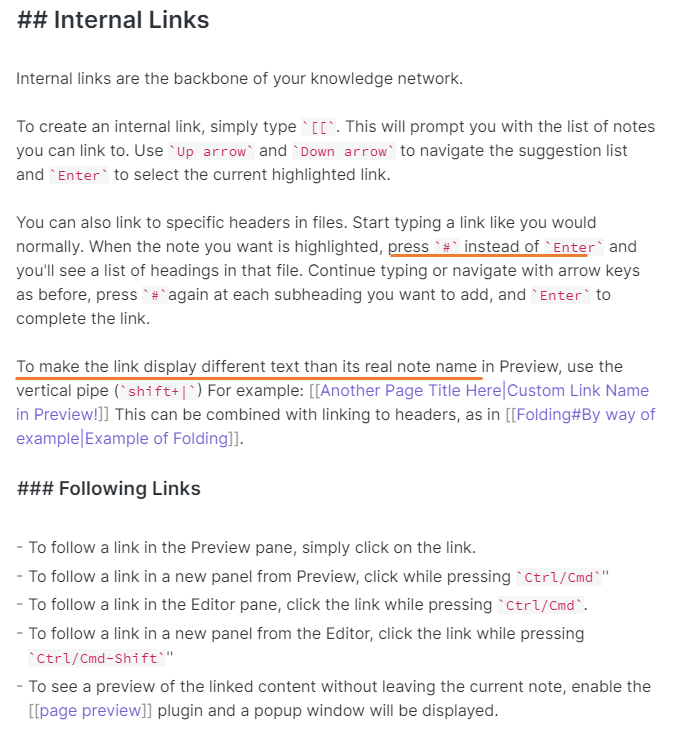 ## Internal Links
Internal links are the backbone of your knowledge network.
To create an internal link, simply type `[[`. This will prompt you with the list of notes
you can link to. Use `Up arrow` and `Down arrow` to navigate the suggestion list
and `Enter` to select the current highlighted link.
You can also link to specific headers in files. Start typing a link like you would
normally. When the note you want is highlighted, press `#` instead of `Enter` and
you'll see a list of headings in that file. Continue typing or navigate with arrow keys
as before, press `#`again at each subheading you want to add, and `Enter` to
complete the link.
To make the link display different text than its real note name in Preview, use the
vertical pipe (`shift+|`) For example: [[Another Page Title Here|Custom Link Name
in Preview!]] This can be combined with linking to headers, as in [[Folding#By way of
example|Example of Folding]].
### Following Links
- To follow a link in the Preview pane, simply click on the link.
- To follow a link in a new panel from Preview, click while pressing `Ctrl/Cmd`"
- To follow a link in the Editor pane, click the link while pressing `Ctrl/Cmd`.
- To follow a link in a new panel from the Editor, click the link while pressing
`Ctrl/Cmd-Shift`"
- To see a preview of the linked content without leaving the current note, enable the
[[page preview]] plugin and a popup window will be displayed.